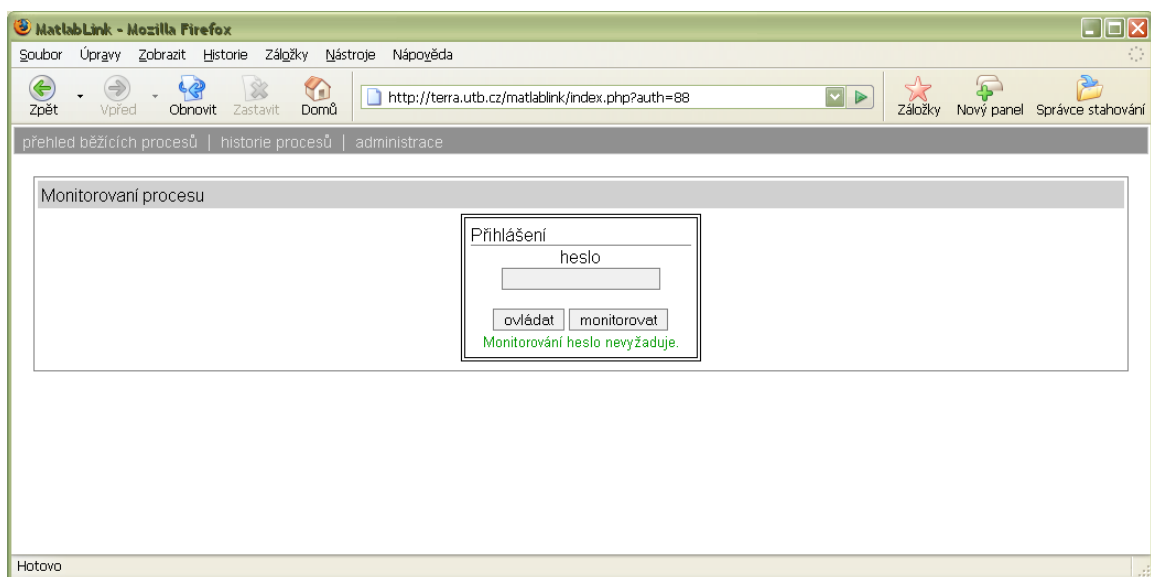 MatlabLink - Mozilla Firefox
Soubor Úpravy Zobrazit Historie Záložky Nástroje Nápověda
http://terra.utb.cz/matlablink/index.php?auth=88
Zpět Vpřed Obnovit Zastavit Domů Záložky Nový panel Správce stahování
přehled běžících procesů | historie procesů | administrace
Monitorovaní procesu
Přihlášení
heslo
ovládat monitorovat
Monitorování heslo nevyžaduje.
Hotovo